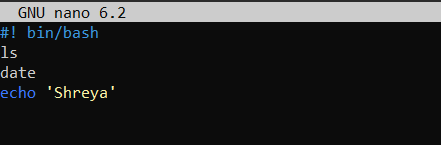 GNU nano 6.2
#! bin/bash
ls
date
echo 'Shreya'